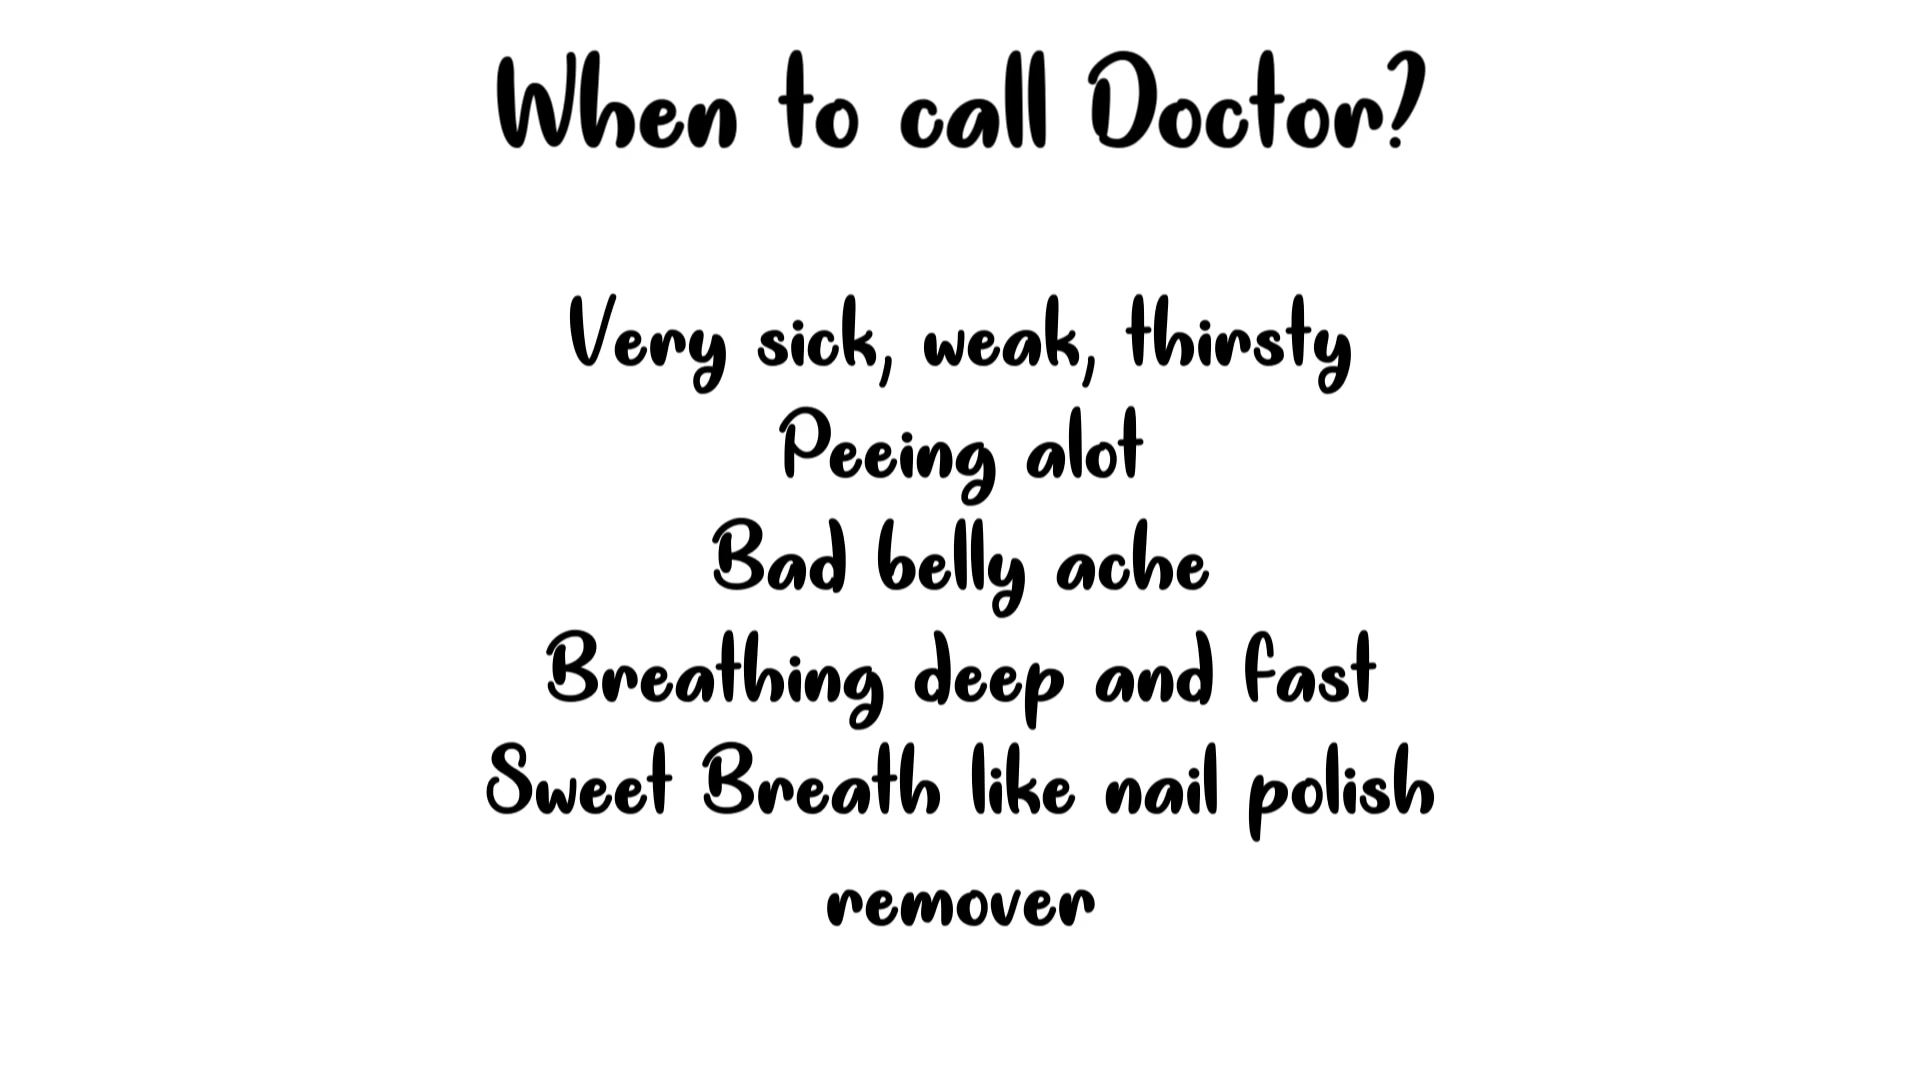 When to call Doctor?
Very sick, weak, thirsty
Peeing alot
Bad belly ache
Breathing deep and fast
Sweet Breath like nail polish
remover